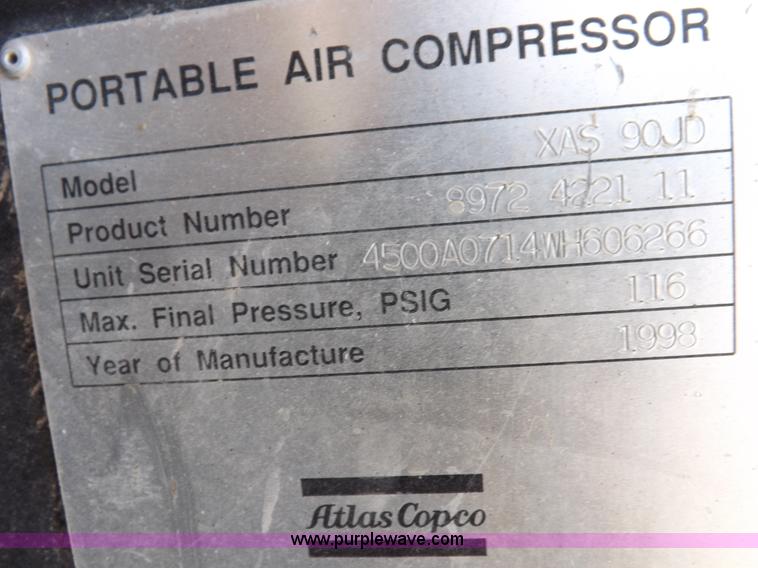 PORTABLE AIR COMPRESSOR
Model XAS 90JD
Product Number 8972 4221 11
Unit Serial Number 4500A0714WH606266
Max. Final Pressure, PSIG 116
Year of Manufacture 1998
Atlas Copco
www.purplewave.com